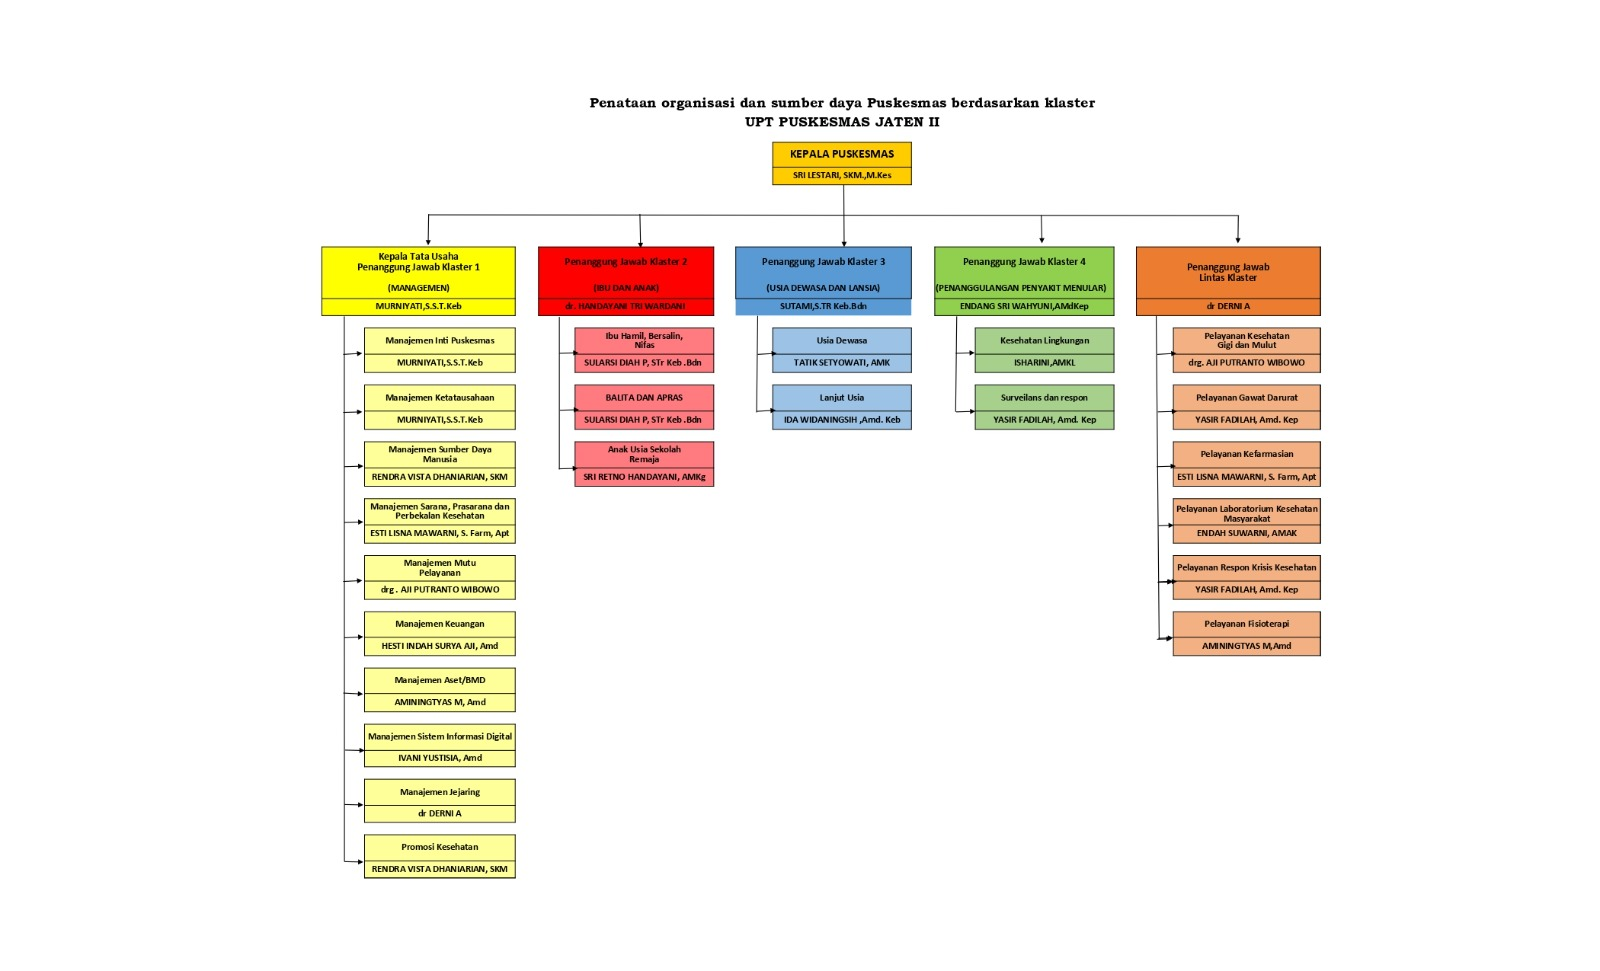 Penataan organisasi dan sumber daya Puskesmas berdasarkan klaster
UPT PUSKESMAS JATEN II
KEPALA PUSKESMAS
SRI LESTARI, SKM.,M.Kes
Kepala Tata Usaha
Penanggung Jawab Klaster 1
(MANAGEMEN)
MURNIYATI,S.S.T.Keb
Manajemen Inti Puskesmas
MURNIYATI,S.S.T.Keb
Manajemen Ketatausahaan
MURNIYATI,S.S.T.Keb
Manajemen Sumber Daya
Manusia
RENDRA VISTA DHANIARIAN, SKM
Manajemen Sarana, Prasarana dan
Perbekalan Kesehatan
ESTI LISNA MAWARNI, S. Farm, Apt
Manajemen Mutu
Pelayanan
drg . AJI PUTRANTO WIBOWO
Manajemen Keuangan
HESTI INDAH SURYA AJI, Amd
Manajemen Aset/BMD
AMININGTYAS M, Amd
Manajemen Sistem Informasi Digital
IVANI YUSTISIA, Amd
Manajemen Jejaring
dr DERNI A
Promosi Kesehatan
RENDRA VISTA DHANIARIAN, SKM
Penanggung Jawab Klaster 2
(IBU DAN ANAK)
dr. HANDAYANI TRI WARDANI
Ibu Hamil, Bersalin,
Nifas
SULARSI DIAH P, STr Keb .Bdn
BALITA DAN APRAS
SULARSI DIAH P, STr Keb .Bdn
Anak Usia Sekolah
Remaja
SRI RETNO HANDAYANI, AMKg
Penanggung Jawab Klaster 3
(USIA DEWASA DAN LANSIA)
SUTAMI,S.TR Keb.Bdn
Usia Dewasa
TATIK SETYOWATI, AMK
Lanjut Usia
IDA WIDANINGSIH ,Amd. Keb
Penanggung Jawab Klaster 4
(PENANGGULANGAN PENYAKIT MENULAR)
ENDANG SRI WAHYUNI,AMdKep
Kesehatan Lingkungan
ISHARINI,AMKL
Surveilans dan respon
YASIR FADILAH, Amd. Kep
Penanggung Jawab
Lintas Klaster
dr DERNI A
Pelayanan Kesehatan
Gigi dan Mulut
drg. AJI PUTRANTO WIBOWO
Pelayanan Gawat Darurat
YASIR FADILAH, Amd. Kep
Pelayanan Kefarmasian
ESTI LISNA MAWARNI, S. Farm, Apt
Pelayanan Laboratorium Kesehatan
Masyarakat
ENDAH SUWARNI, AMAK
Pelayanan Respon Krisis Kesehatan
YASIR FADILAH, Amd. Kep
Pelayanan Fisioterapi
AMININGTYAS M,Amd